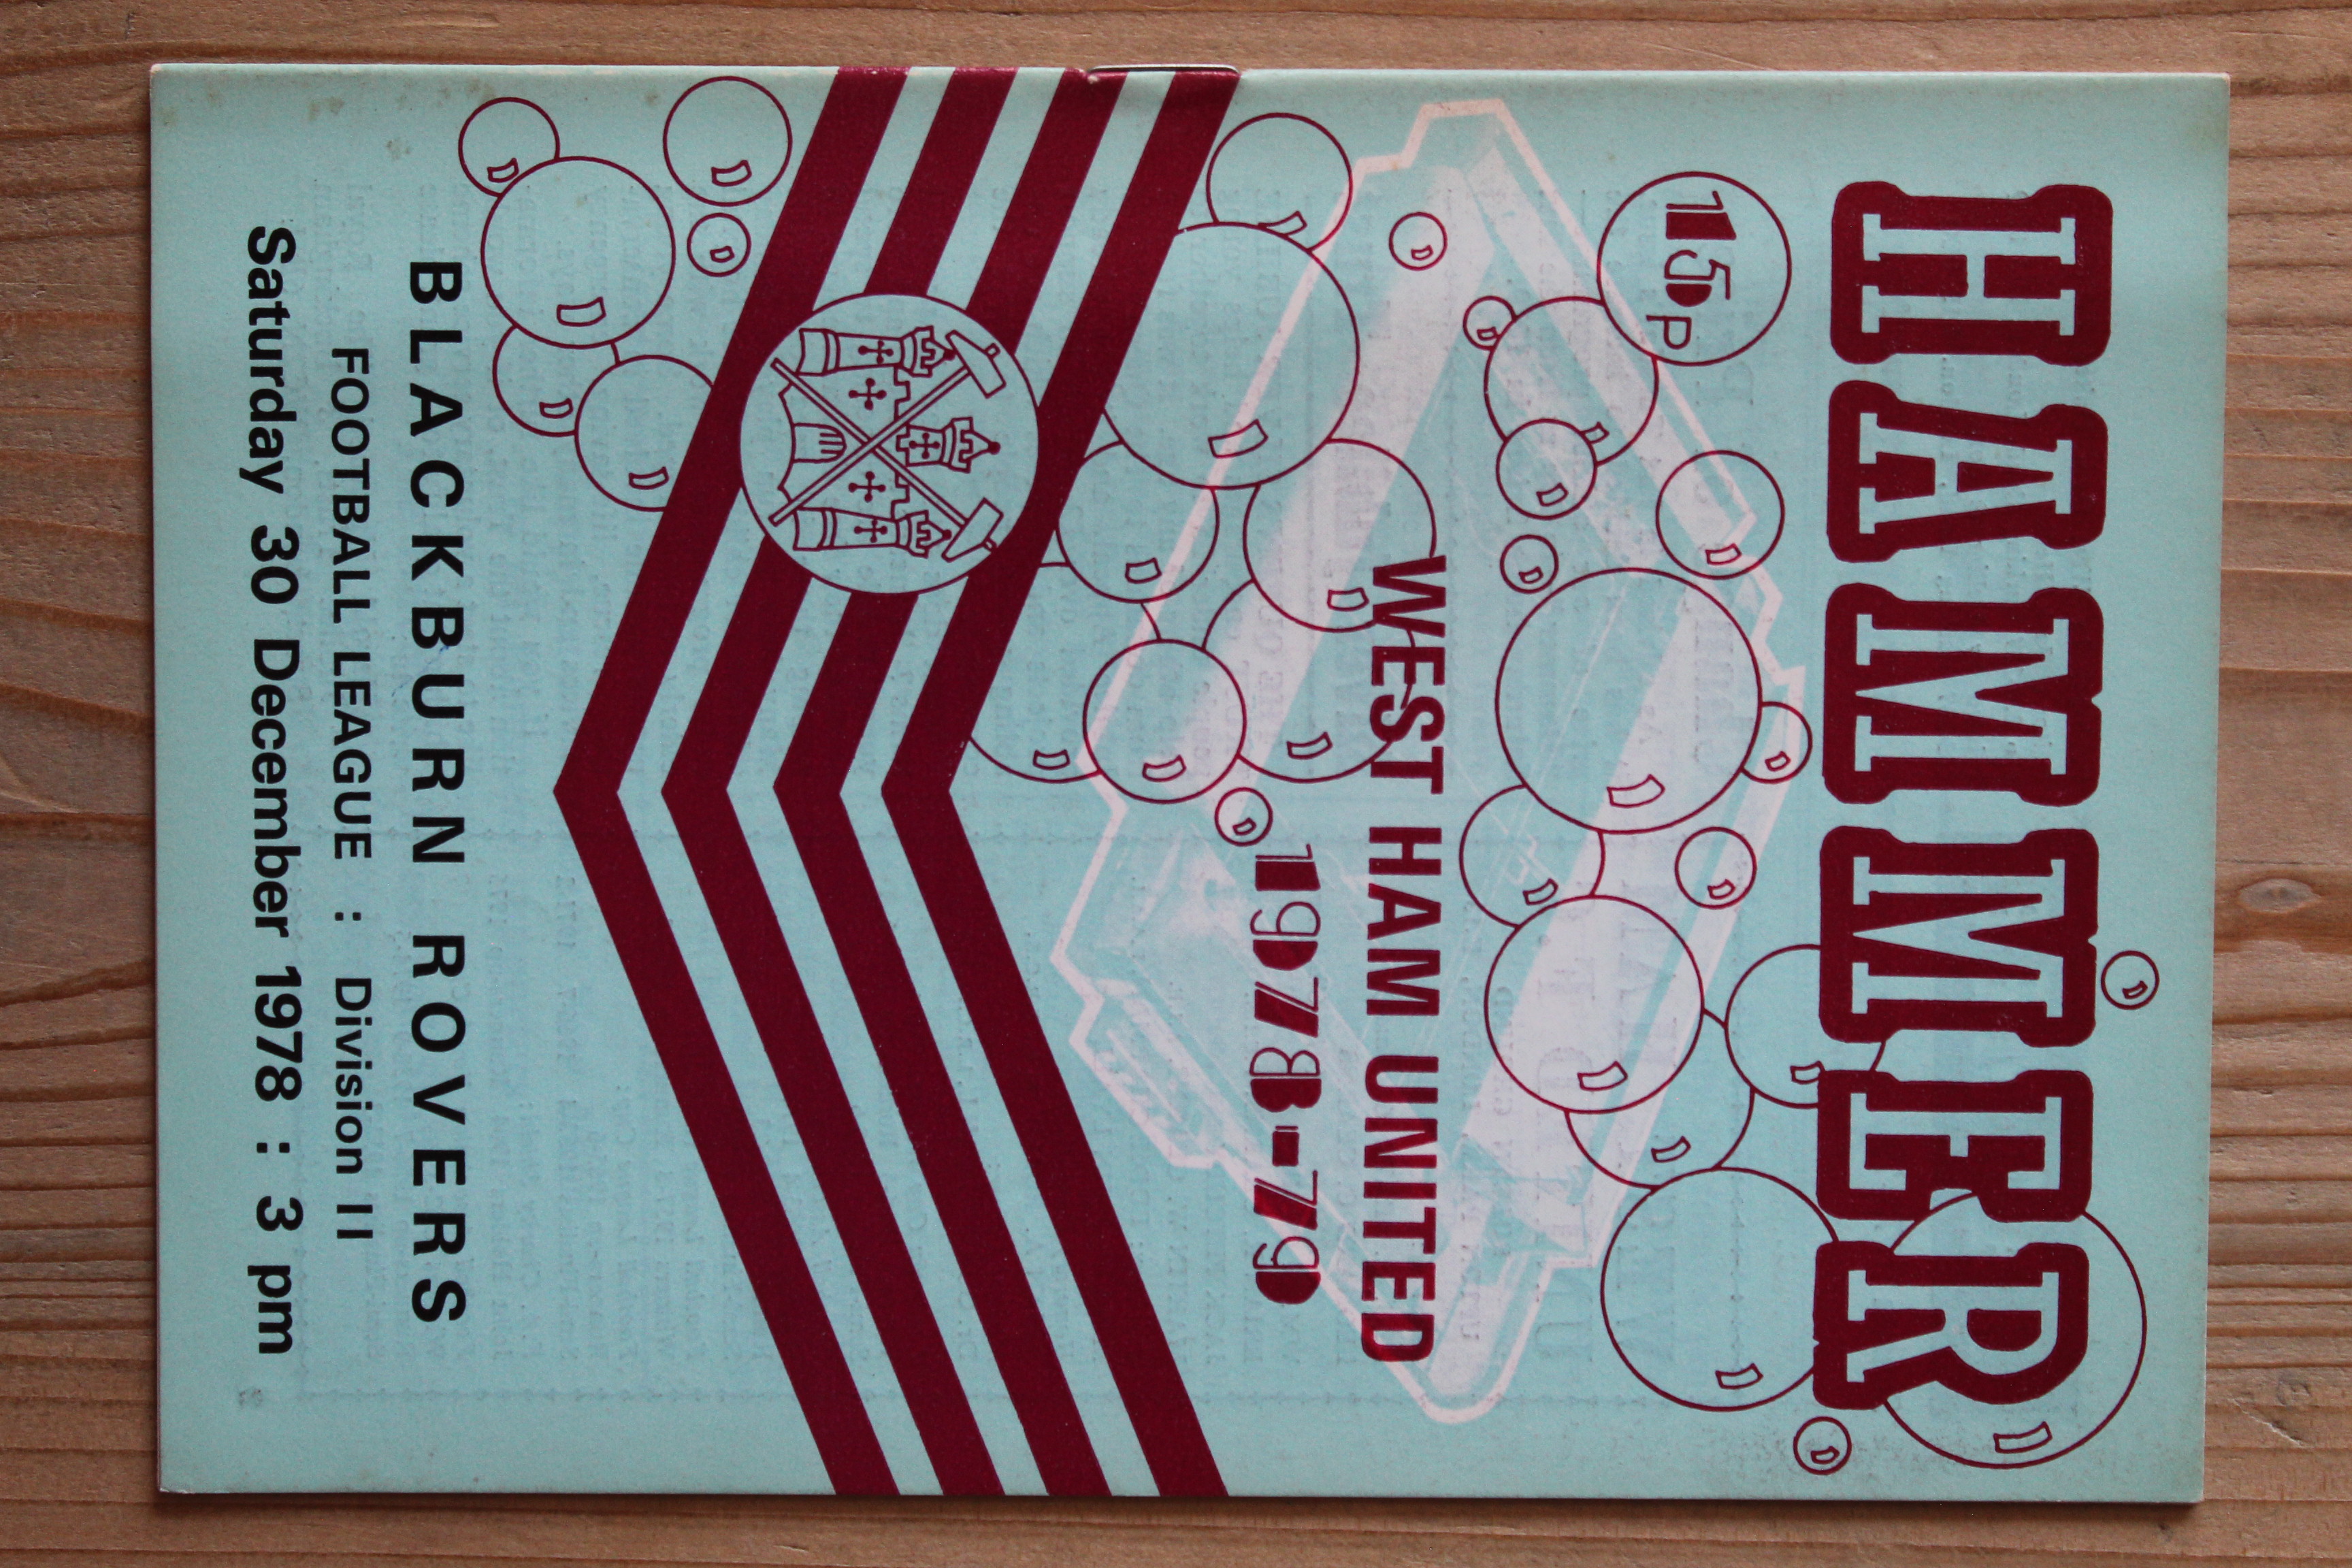 HAMMER
15p
WEST HAM UNITED
1978-79
BLACKBURN ROVERS
FOOTBALL LEAGUE : Division II
Saturday 30 December 1978 : 3 pm